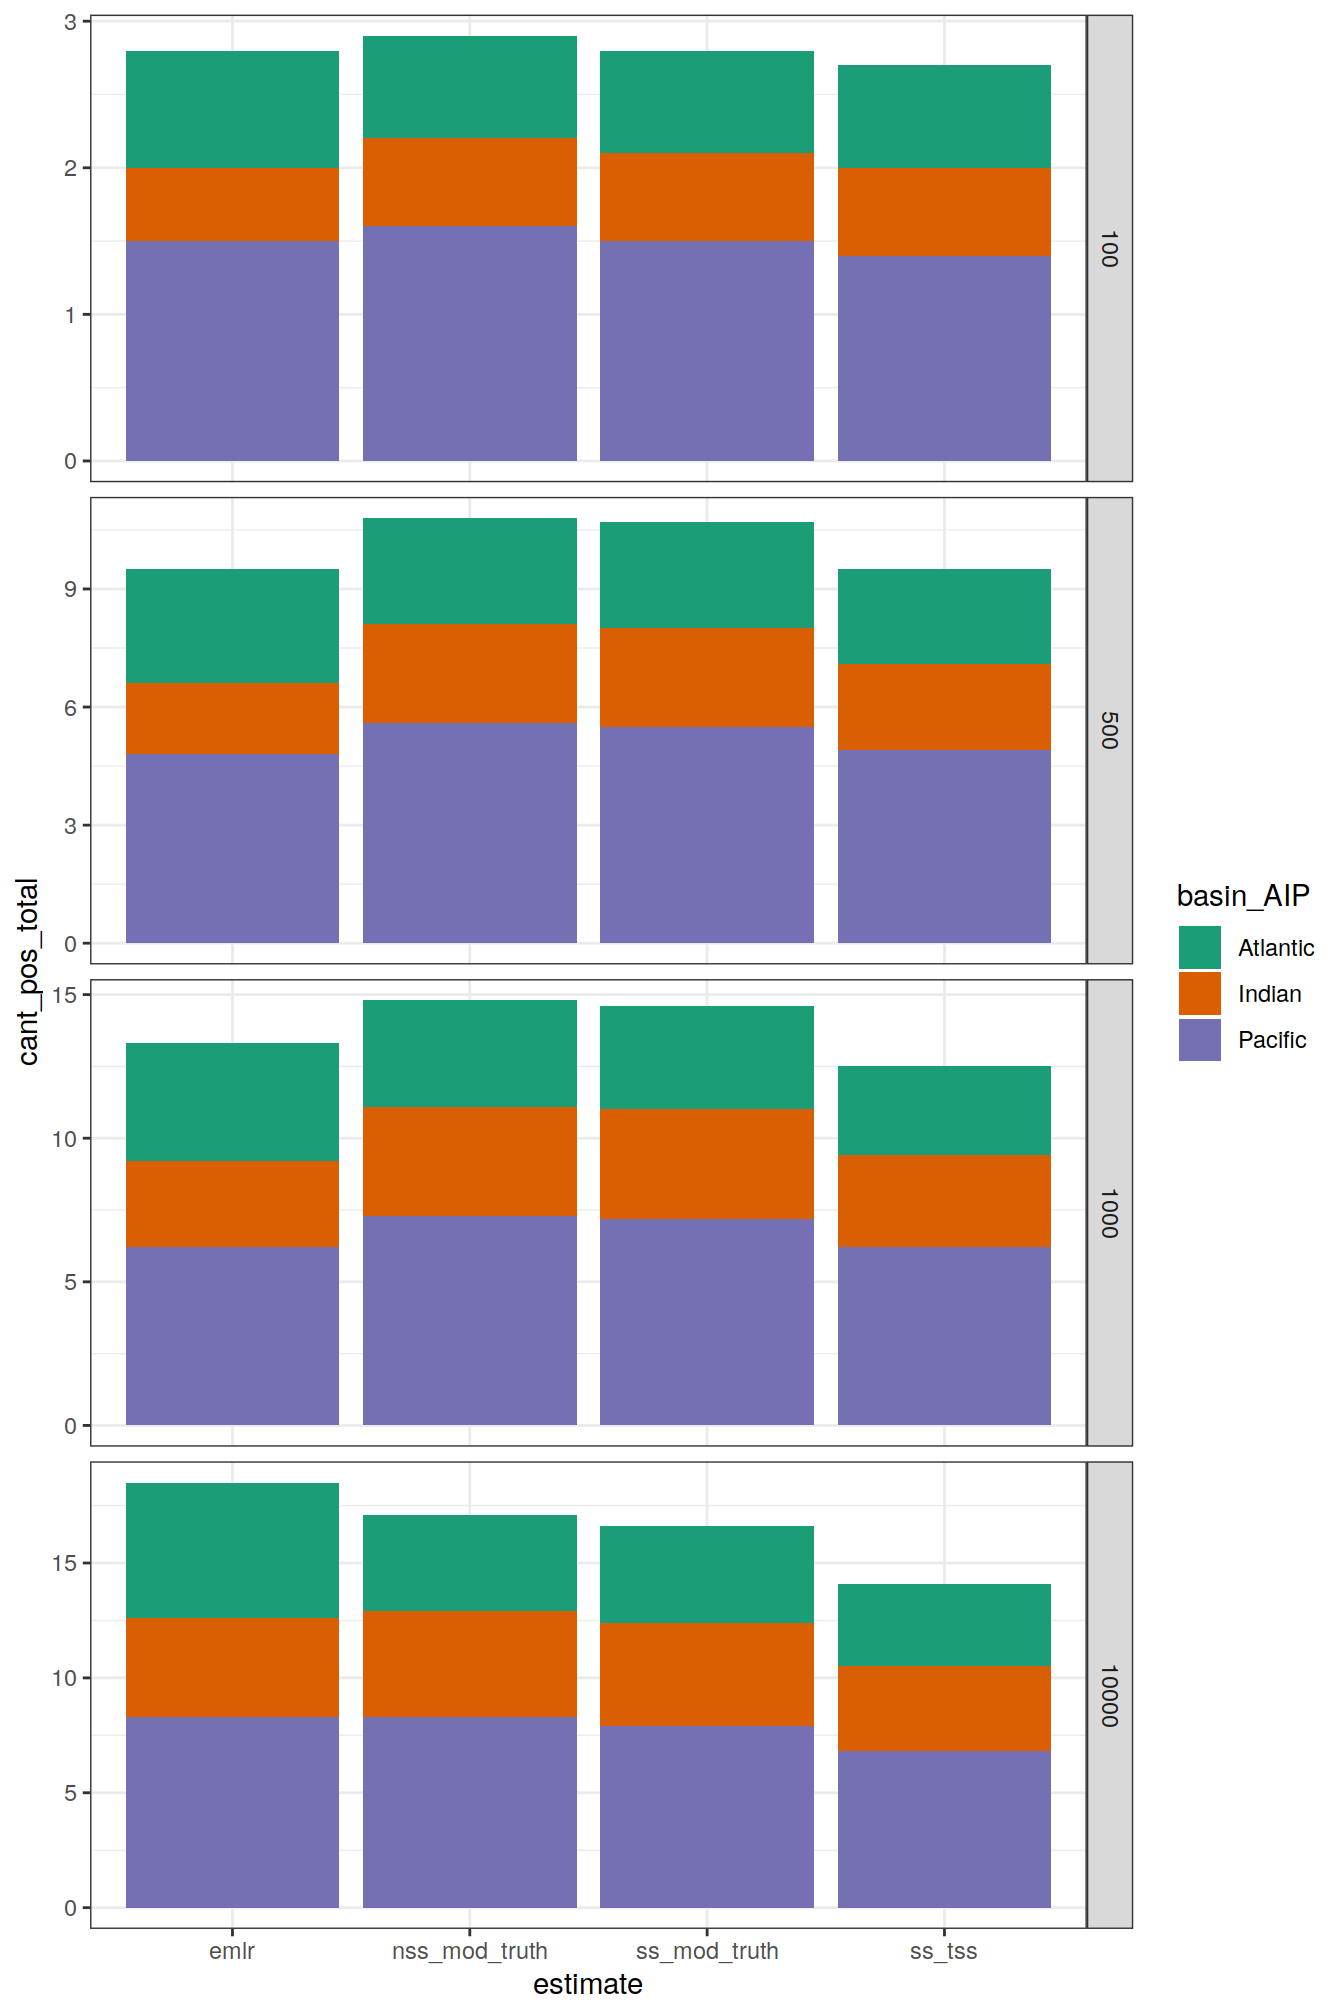 3
2
1
0
100
9
6
3
0
500
15
10
5
0
1000
15
10
5
0
10000
cant_pos_total
emlr
nss_mod_truth
ss_mod_truth
ss_tss
estimate
basin_AIP
Atlantic
Indian
Pacific